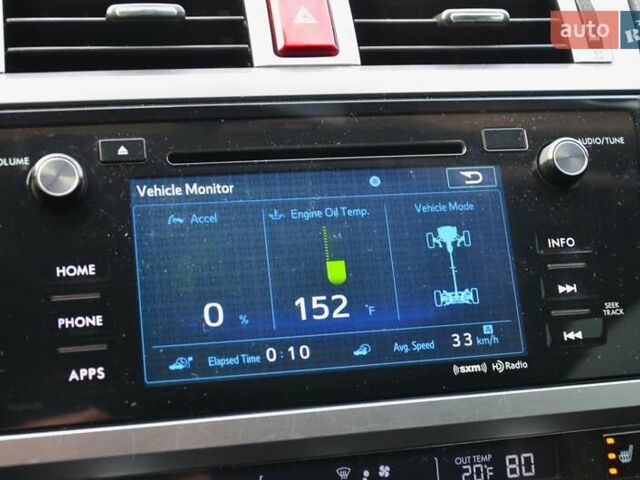 auto
R
VOLUME
AUDIO/TUNE
Vehicle Monitor
Accel
Engine Oil Temp.
Vehicle Mode
0 %
152 °F
Elapsed Time 0:10
Avg. Speed 33 km/h
A
HOME
PHONE
APPS
INFO
SEEK
TRACK
((sxm))
HD Radio
OUT TEMP
20°F
80